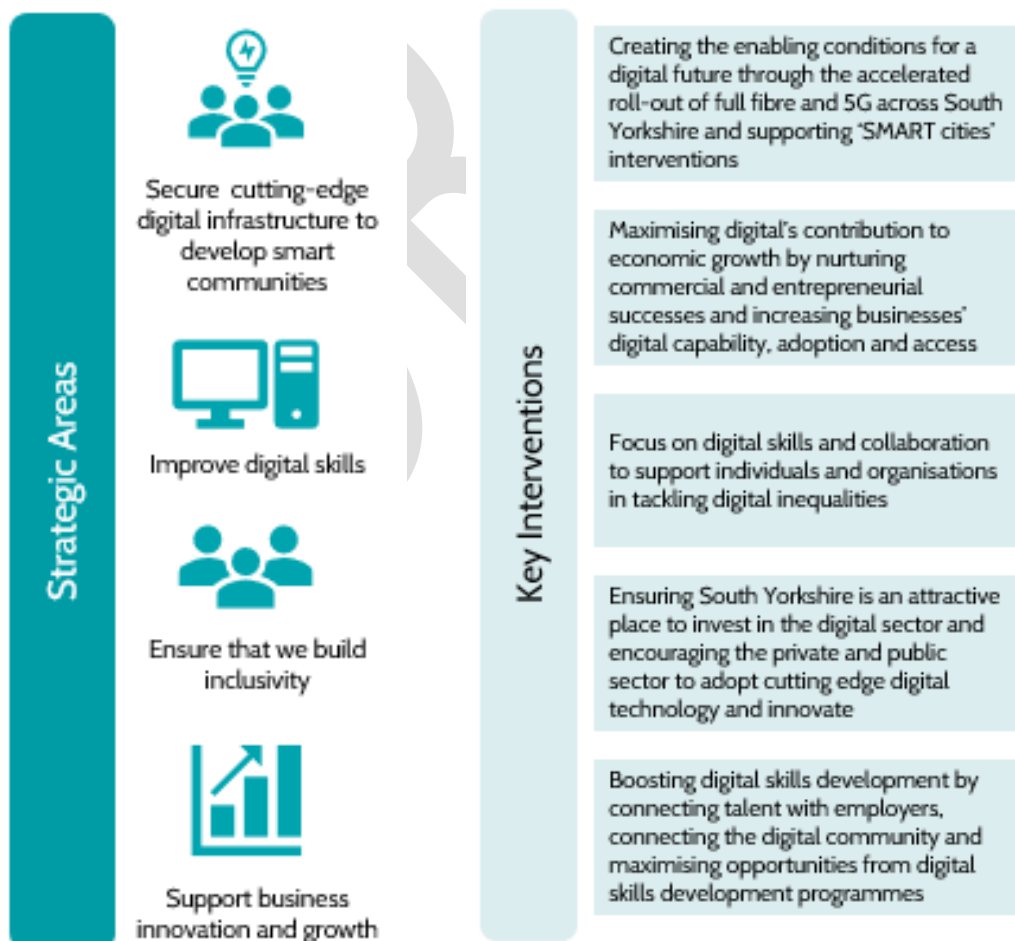 Strategic Areas
Secure cutting-edge
digital infrastructure to
develop smart
communities
Improve digital skills
Ensure that we build
inclusivity
Support business
innovation and growth
Key Interventions
Creating the enabling conditions for a
digital future through the accelerated
roll-out of full fibre and 5G across South
Yorkshire and supporting ‘SMART cities’
interventions
Maximising digital's contribution to
economic growth by nurturing
commercial and entrepreneurial
successes and increasing businesses’
digital capability, adoption and access
Focus on digital skills and collaboration
to support individuals and organisations
in tackling digital inequalities
Ensuring South Yorkshire is an attractive
place to invest in the digital sector and
encouraging the private and public
sector to adopt cutting edge digital
technology and innovate
Boosting digital skills development by
connecting talent with employers,
connecting the digital community and
maximising opportunities from digital
skills development programmes